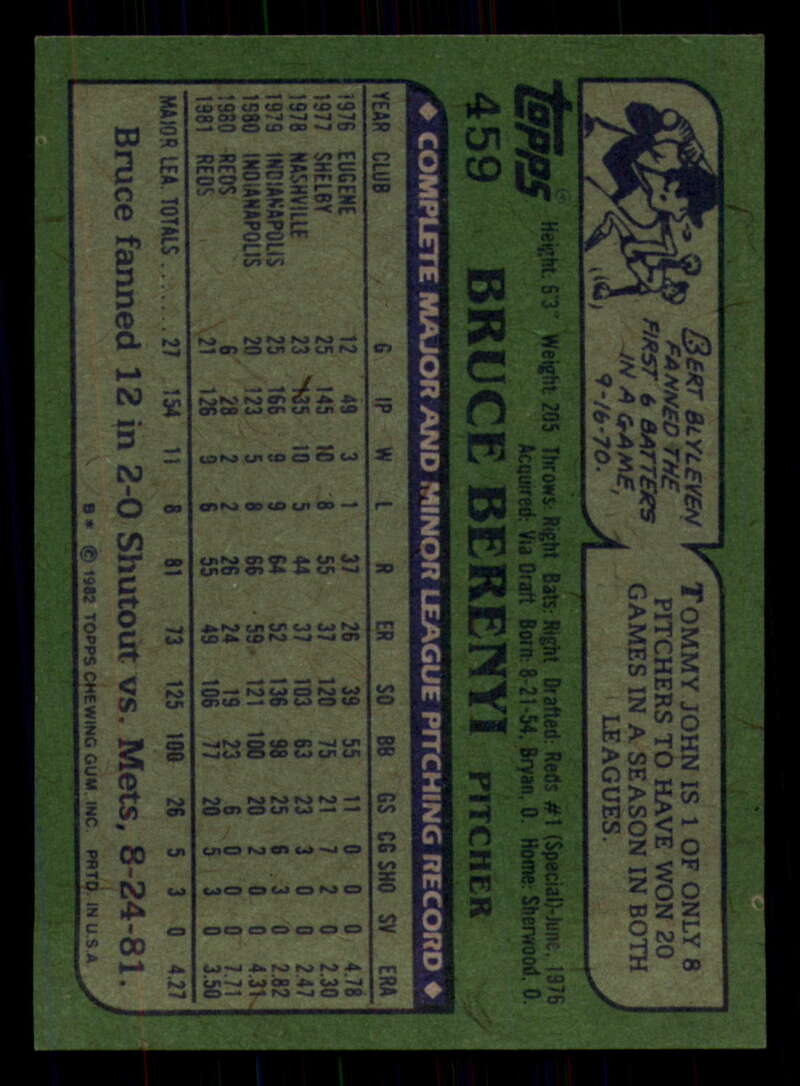 BERT BLYLEVEN
FANNED THE
FIRST 6 BATTERS
IN A GAME,
9-16-70.
TOMMY JOHN IS 1 OF ONLY 8
PITCHERS TO HAVE WON 20
GAMES IN A SEASON IN BOTH
LEAGUES.
TOPPS ®
459 BRUCE BERENYI PITCHER
Height: 6'3" Weight: 205 Throws: Right Bats: Right Drafted: Reds #1 (Special)-June, 1976
Acquired: Via Draft Born: 8-21-54, Bryan, O. Home: Sherwood, O.
◆ COMPLETE MAJOR AND MINOR LEAGUE PITCHING RECORD ◆
YEAR CLUB G IP W L R ER SO BB GS CG SHO SV ERA
1976 EUGENE 12 49 3 1 37 26 39 55 11 0 0 0 4.78
1977 SHELBY 25 145 10 8 55 37 120 75 21 7 2 0 2.30
1978 NASHVILLE 23 135 10 5 44 37 103 63 23 3 0 0 2.47
1979 INDIANAPOLIS 25 166 9 9 64 52 136 98 25 6 3 0 2.82
1980 INDIANAPOLIS 20 123 5 8 66 59 121 100 20 2 0 0 4.31
1980 REDS 6 28 2 2 26 24 19 23 6 0 0 0 7.71
1981 REDS 21 126 9 6 55 49 106 77 20 5 3 0 3.50
MAJOR LEA. TOTALS ...... 27 154 11 8 81 73 125 100 26 5 3 0 4.27
Bruce fanned 12 in 2-0 Shutout vs. Mets, 8-24-81.
B* © 1982 TOPPS CHEWING GUM, INC. PRTD. IN U.S.A.